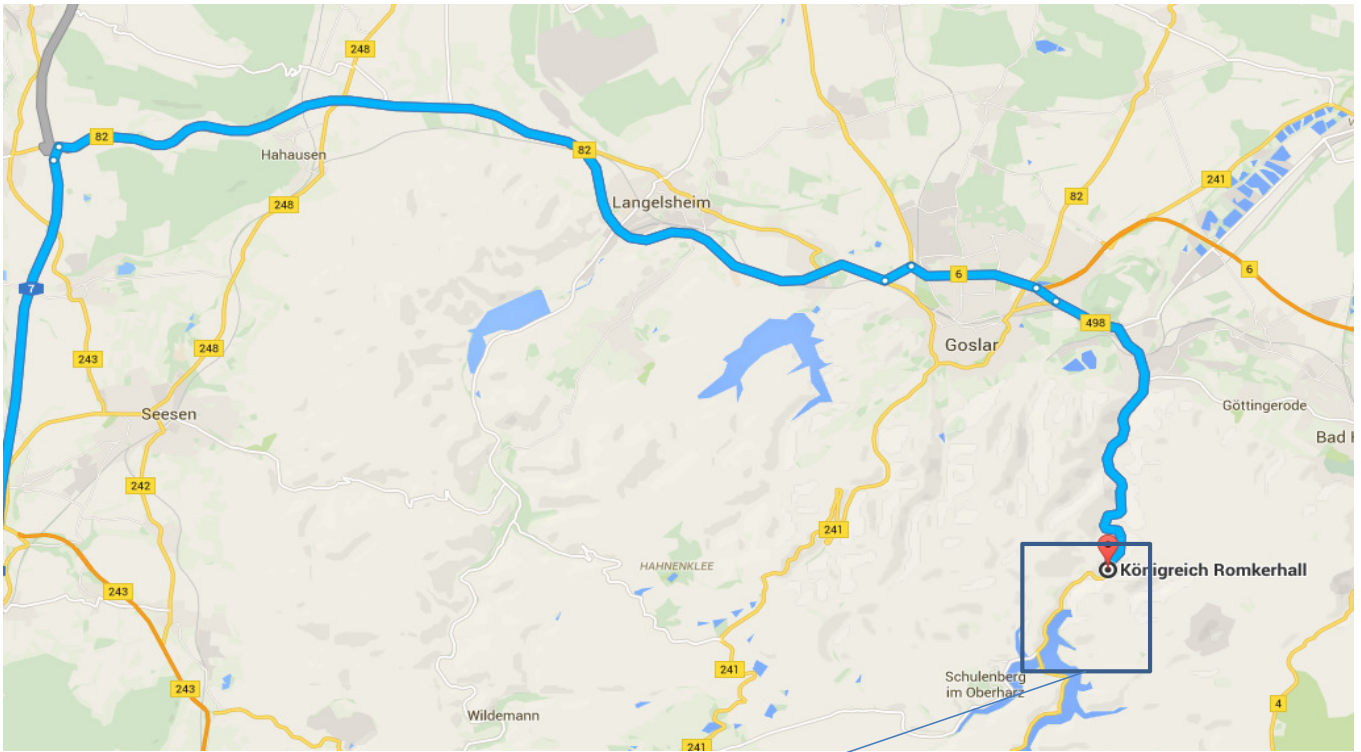 248
82
Hahausen
82
248
Langelsheim
82
241
7
6
6
498
Goslar
243
248
Seesen
Göttingerode
Bad H
242
241
HAHNENKLEE
Königreich Romkerhall
243
241
Schulenberg
im Oberharz
243
4
Wildemann
241